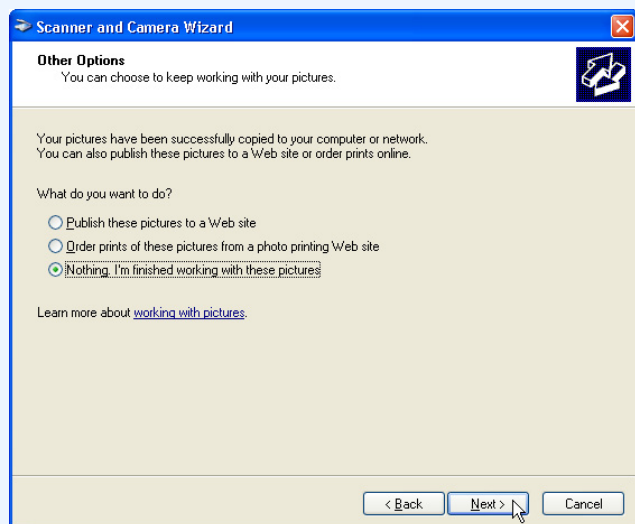 Scanner and Camera Wizard
Other Options
You can choose to keep working with your pictures.
Your pictures have been successfully copied to your computer or network.
You can also publish these pictures to a Web site or order prints online.
What do you want to do?
Publish these pictures to a Web site
Order prints of these pictures from a photo printing Web site
Nothing. I'm finished working with these pictures
Learn more about working with pictures.
< Back Next > Cancel